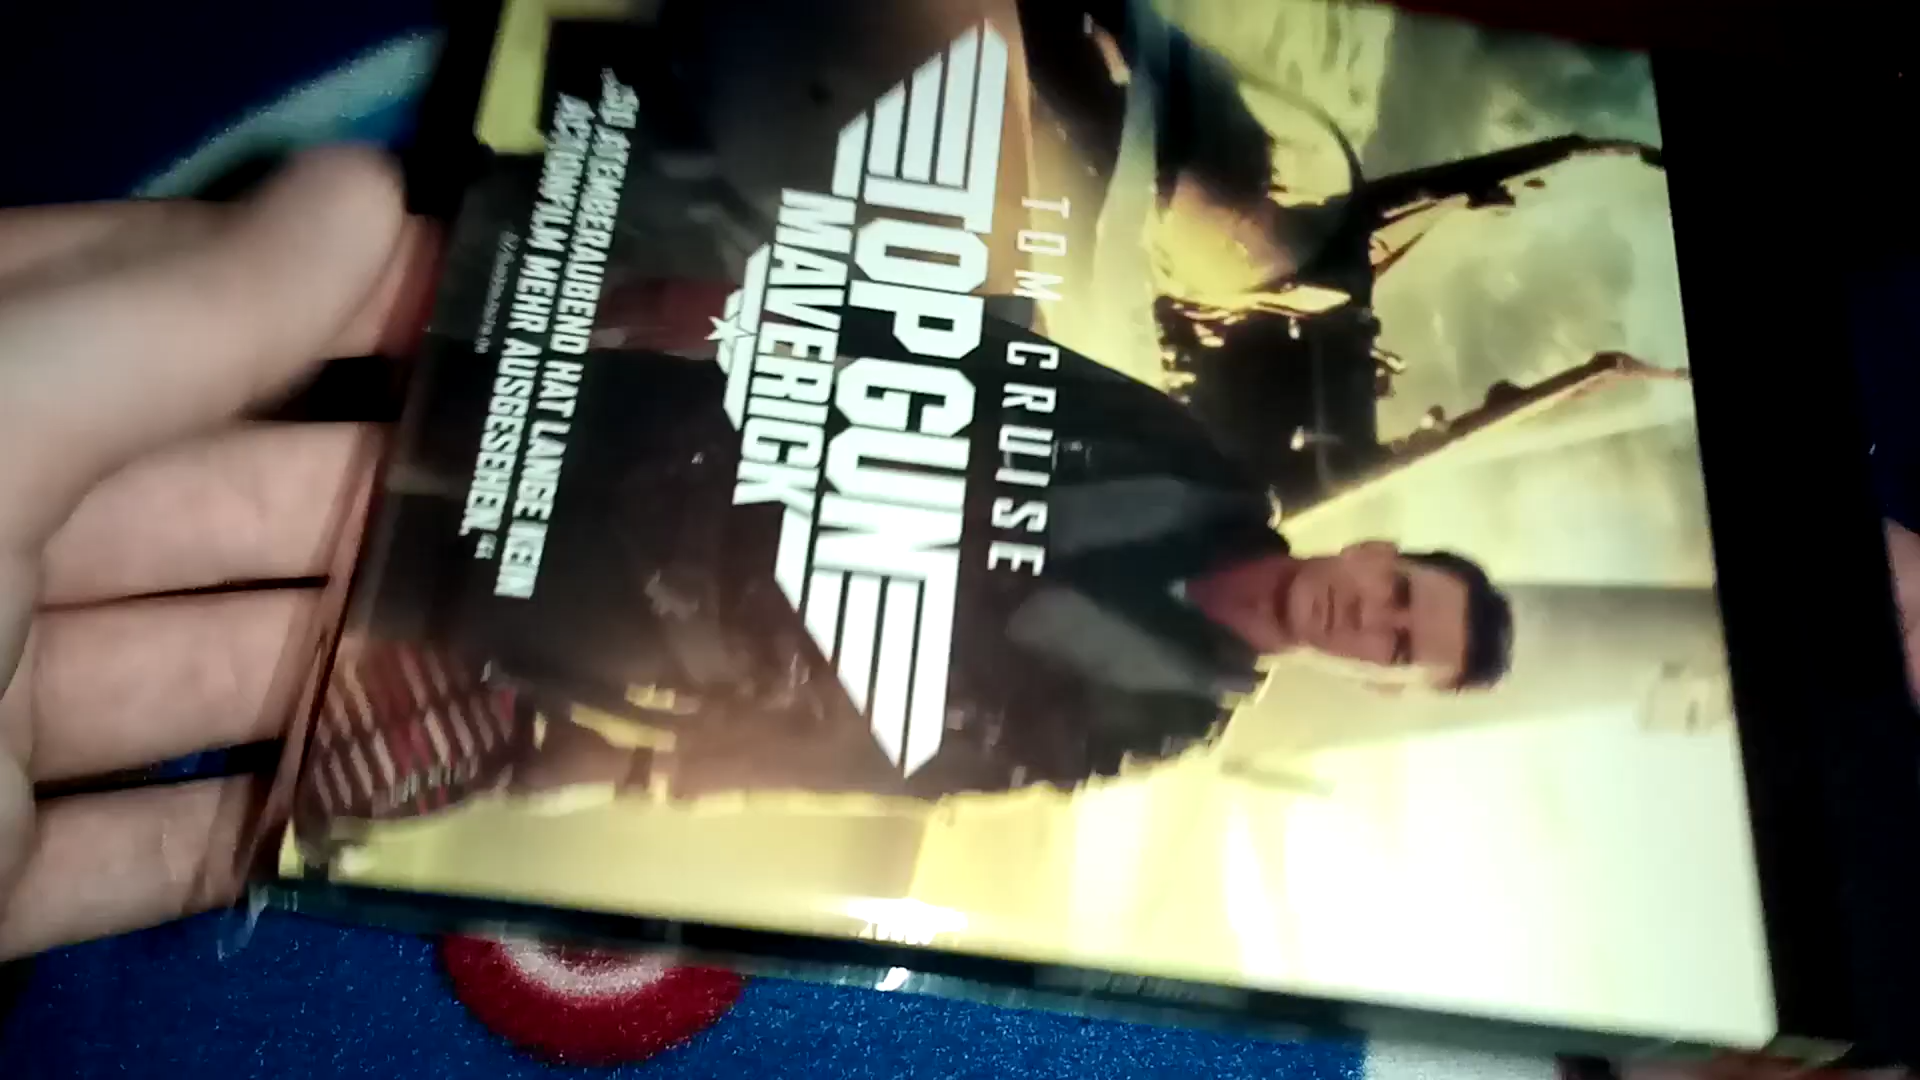 TOM CRUISE
TOP GUN
MAVERICK
„SO ATEMBERAUBEND HAT LANGE KEIN
ACTIONFILM MEHR AUSGESEHEN.“